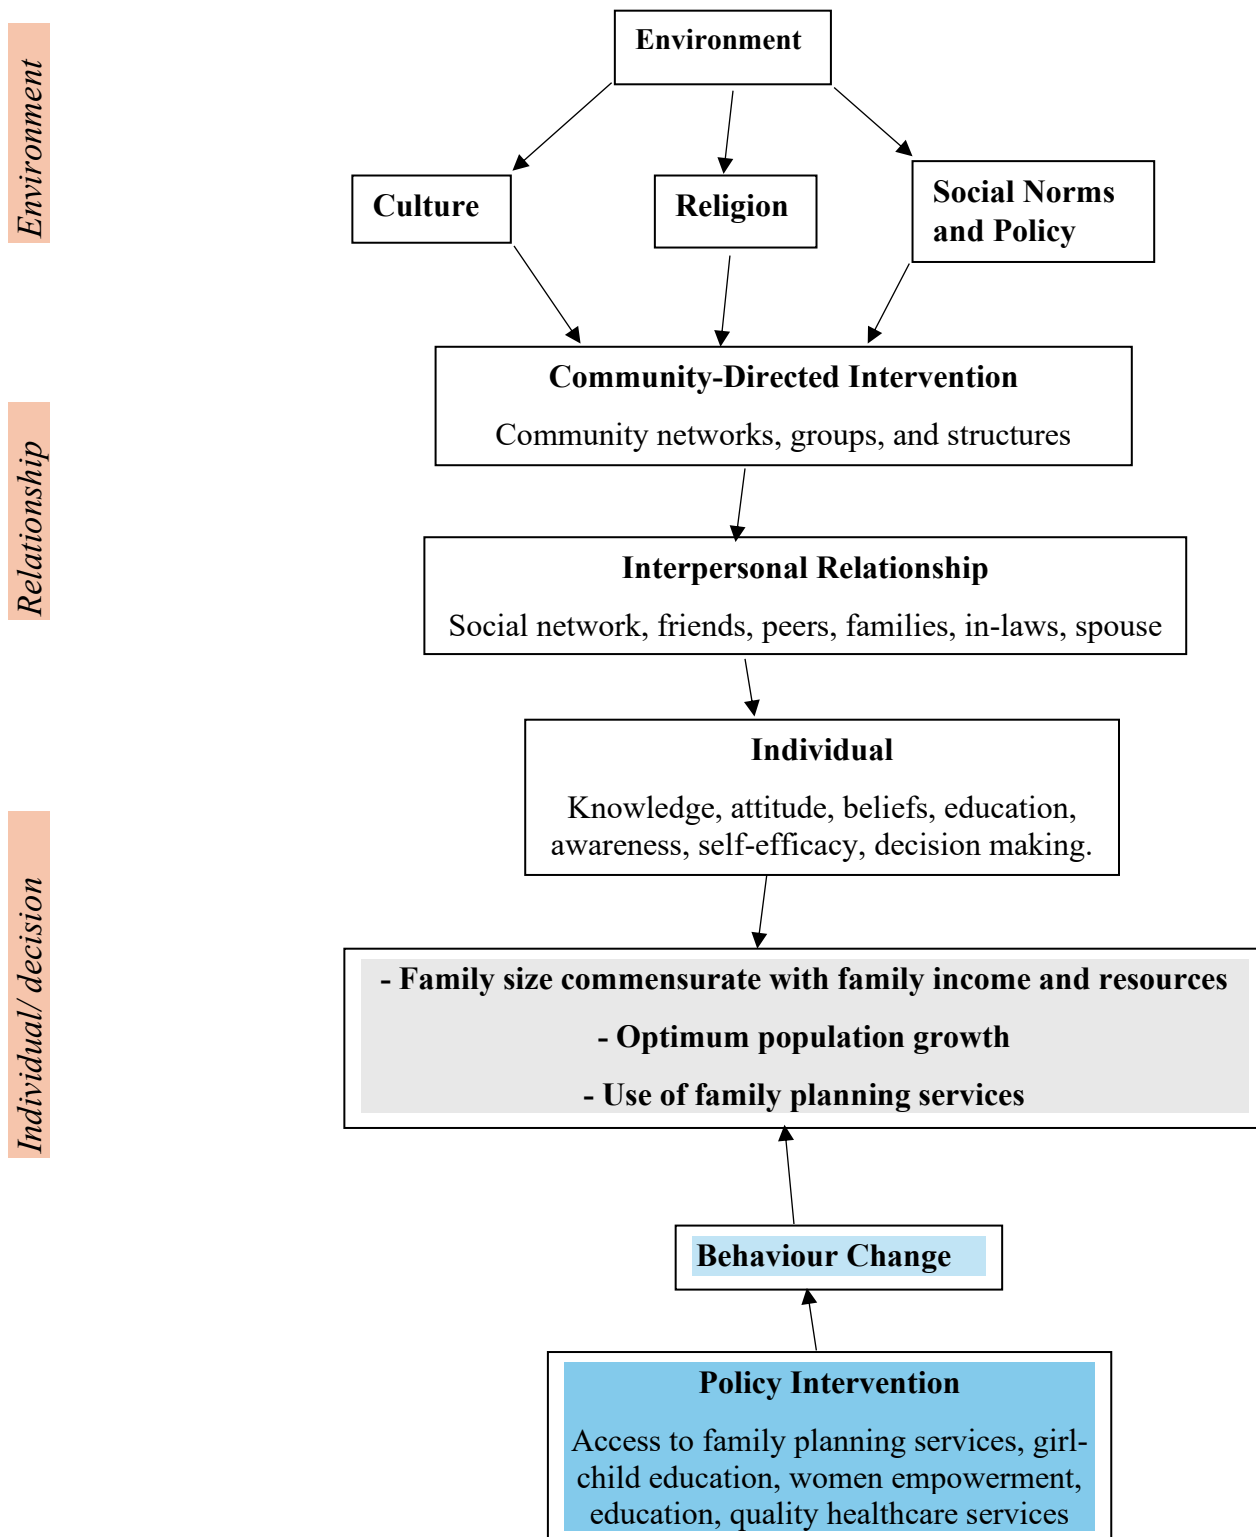 Environment
Environment
Culture
Religion
Social Norms
and Policy
Community-Directed Intervention
Community networks, groups, and structures
Relationship
Interpersonal Relationship
Social network, friends, peers, families, in-laws, spouse
Individual
Knowledge, attitude, beliefs, education,
awareness, self-efficacy, decision making.
Individual/ decision
- Family size commensurate with family income and resources
- Optimum population growth
- Use of family planning services
Behaviour Change
Policy Intervention
Access to family planning services, girl-
child education, women empowerment,
education, quality healthcare services